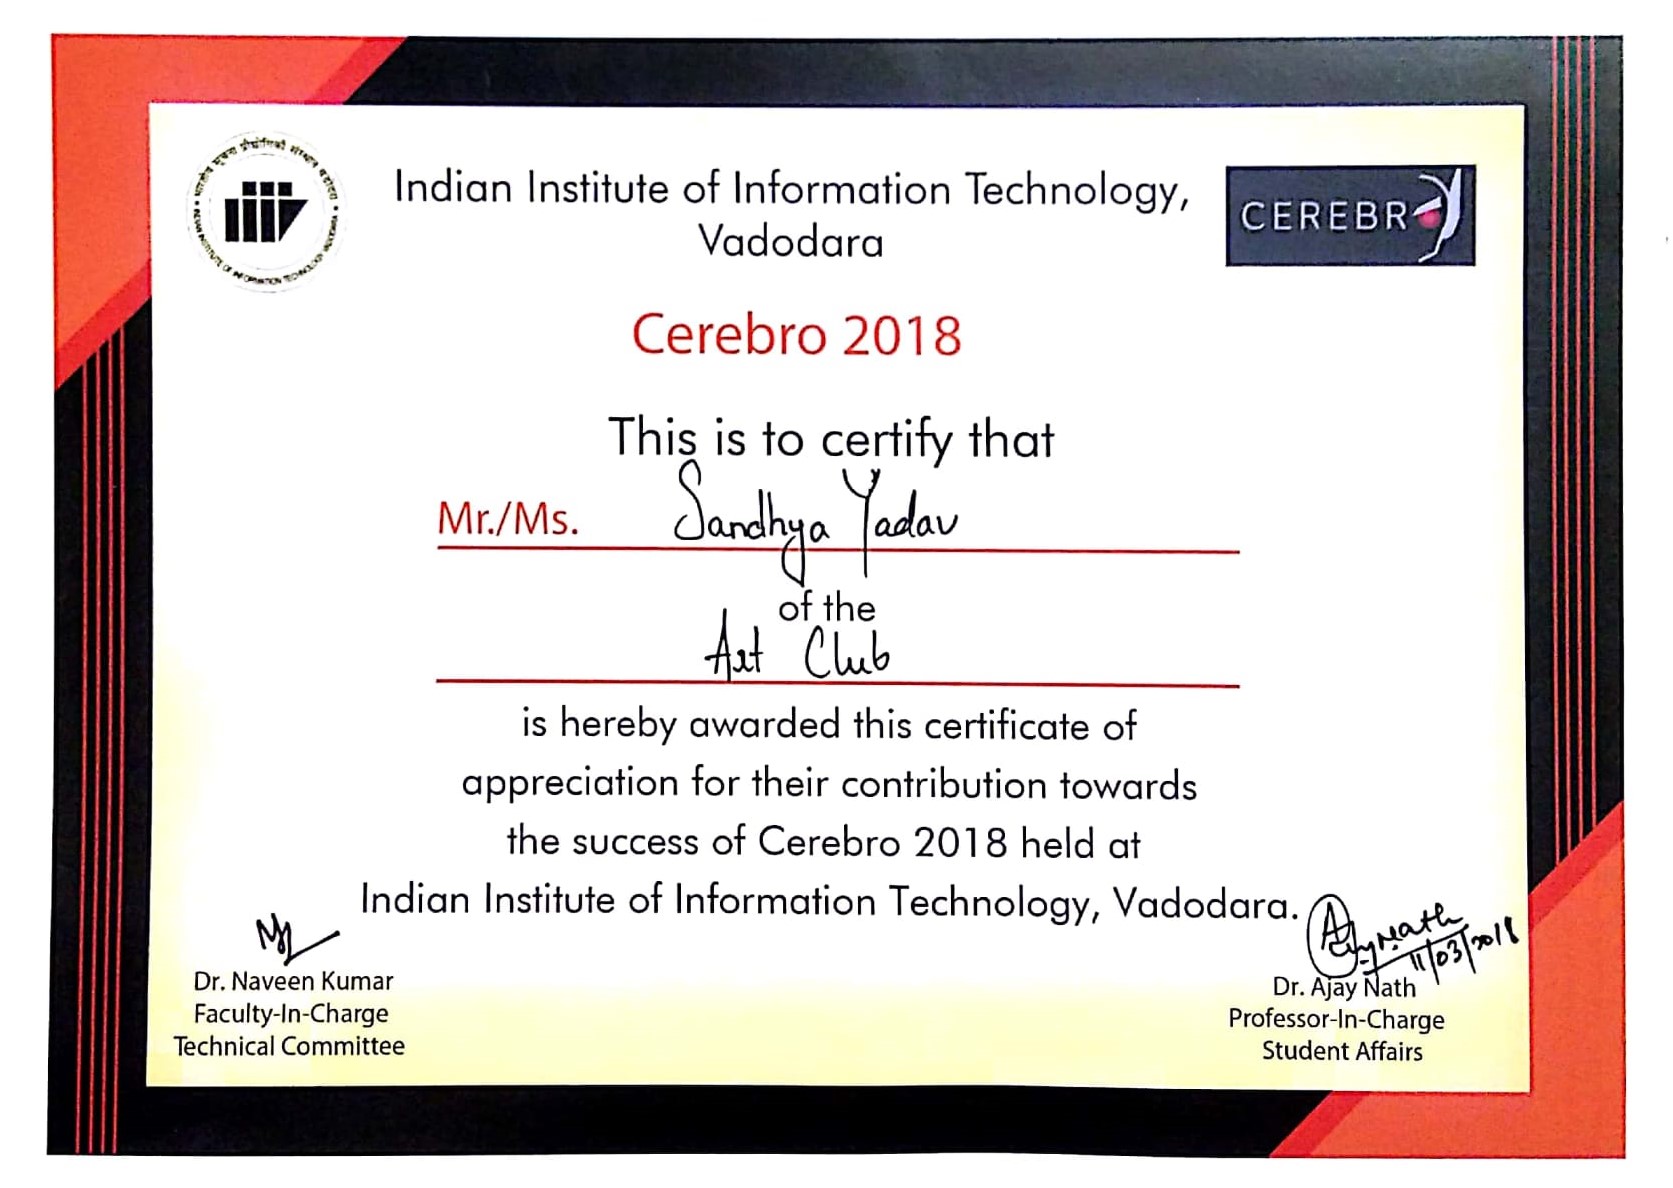 Indian Institute of Information Technology,
Vadodara
CEREBRO
Cerebro 2018
This is to certify that
Mr./Ms. Sandhya Yadav
of the
Art Club
is hereby awarded this certificate of
appreciation for their contribution towards
the success of Cerebro 2018 held at
Indian Institute of Information Technology, Vadodara.
Ajay Nath
11/03/2018
Dr. Naveen Kumar
Faculty-In-Charge
Technical Committee
Dr. Ajay Nath
Professor-In-Charge
Student Affairs